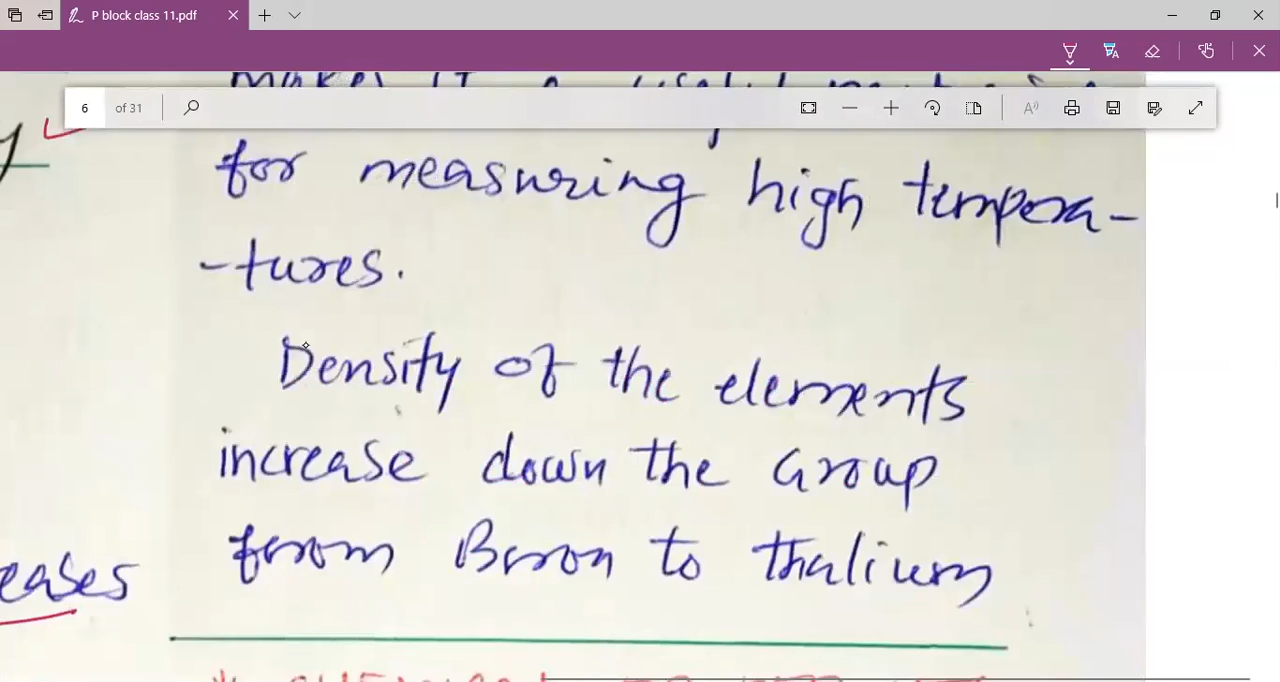 P block class 11.pdf
6 of 31
for measuring high tempera-
-tures.
Density of the elements
increase down the Group
from Boron to thalium
eases